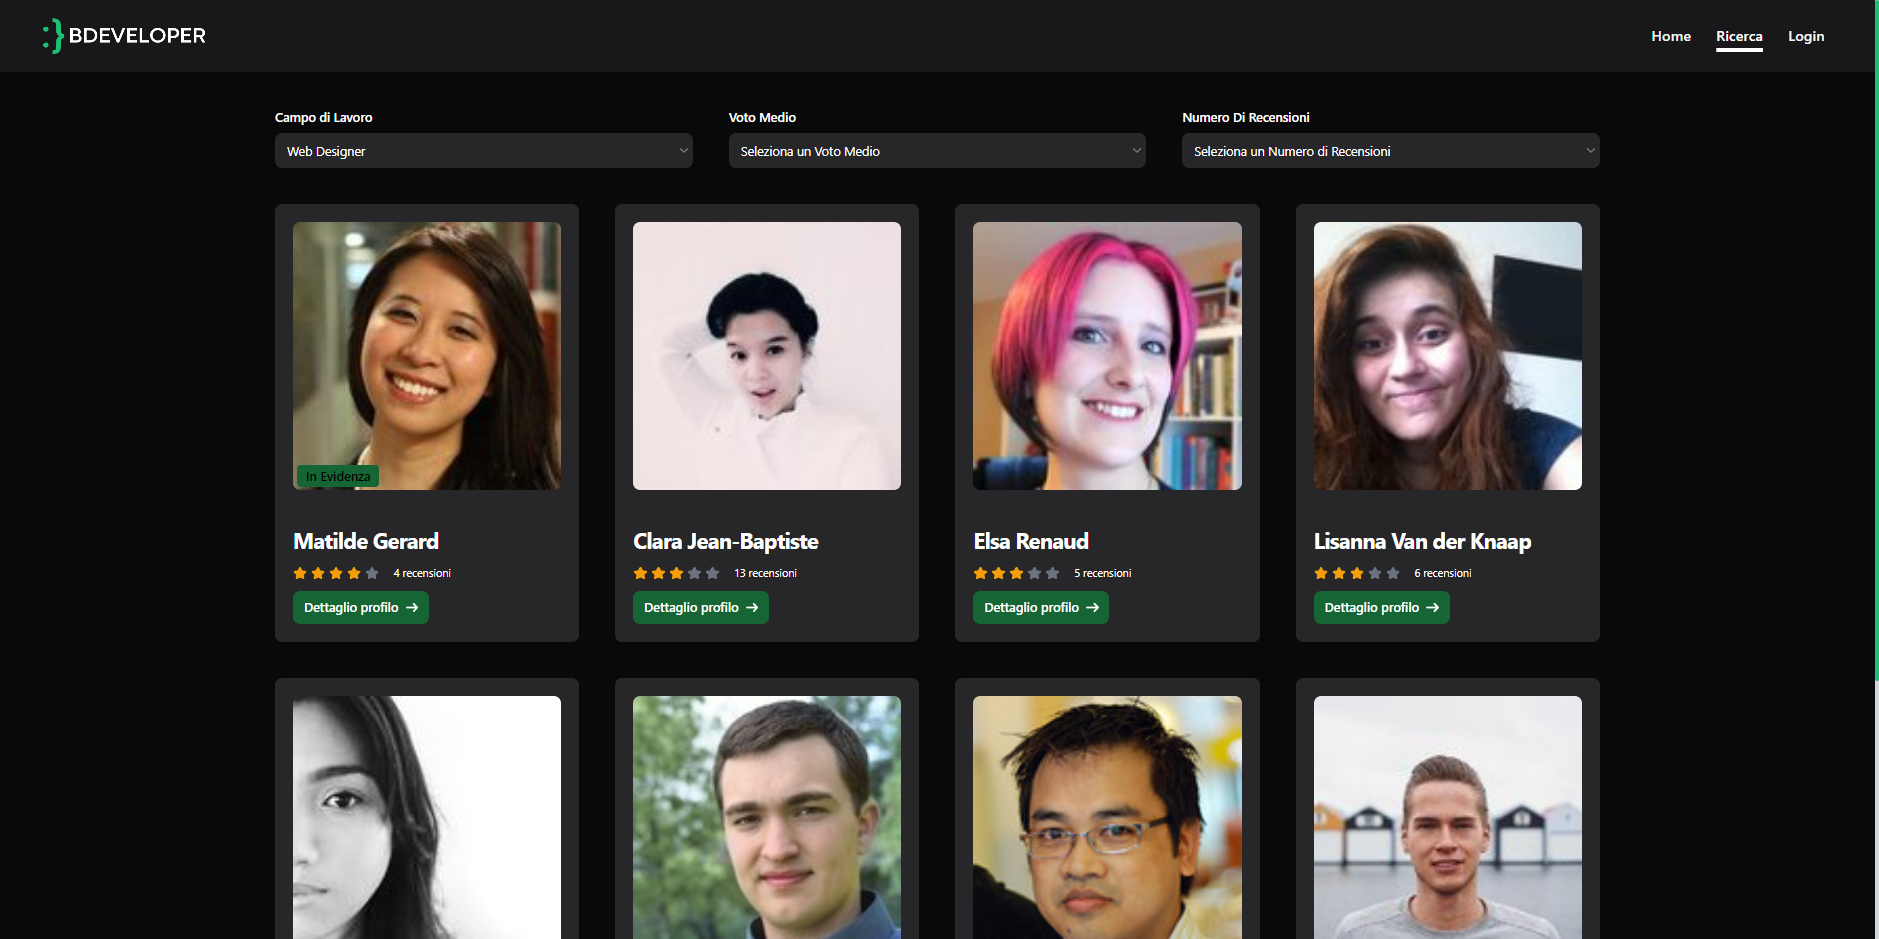 :} BDEVELOPER
Home Ricerca Login
Campo di Lavoro Voto Medio Numero Di Recensioni
Web Designer Seleziona un Voto Medio Seleziona un Numero di Recensioni
In Evidenza
Matilde Gerard Clara Jean-Baptiste Elsa Renaud Lisanna Van der Knaap
4 recensioni 13 recensioni 5 recensioni 6 recensioni
Dettaglio profilo → Dettaglio profilo → Dettaglio profilo → Dettaglio profilo →